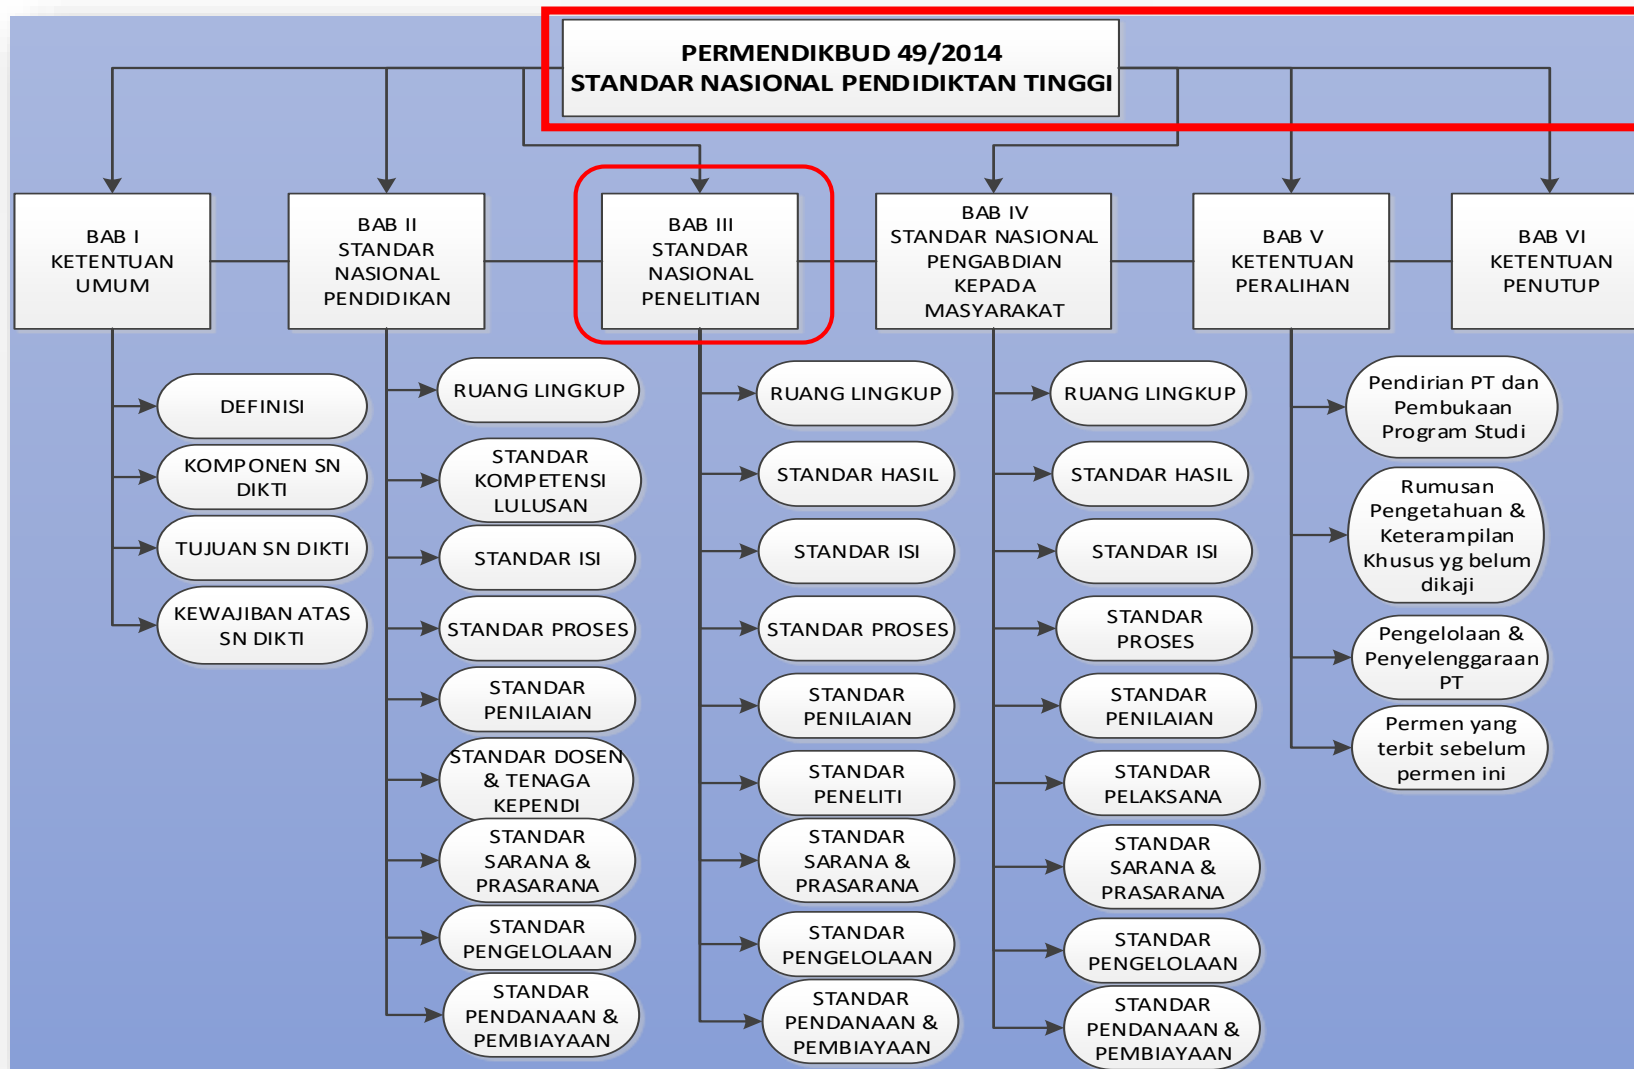 PERMENDIKBUD 49/2014
STANDAR NASIONAL PENDIDIKTAN TINGGI
BAB I
KETENTUAN
UMUM
BAB II
STANDAR
NASIONAL
PENDIDIKAN
BAB III
STANDAR
NASIONAL
PENELITIAN
BAB IV
STANDAR NASIONAL
PENGABDIAN
KEPADA
MASYARAKAT
BAB V
KETENTUAN
PERALIHAN
BAB VI
KETENTUAN
PENUTUP
DEFINISI
KOMPONEN SN
DIKTI
TUJUAN SN DIKTI
KEWAJIBAN ATAS
SN DIKTI
RUANG LINGKUP
STANDAR
KOMPETENSI
LULUSAN
STANDAR ISI
STANDAR PROSES
STANDAR
PENILAIAN
STANDAR DOSEN
& TENAGA
KEPENDI
STANDAR
SARANA &
PRASARANA
STANDAR
PENGELOLAAN
STANDAR
PENDANAAN &
PEMBIAYAAN
RUANG LINGKUP
STANDAR HASIL
STANDAR ISI
STANDAR PROSES
STANDAR
PENILAIAN
STANDAR
PENELITI
STANDAR
SARANA &
PRASARANA
STANDAR
PENGELOLAAN
STANDAR
PENDANAAN &
PEMBIAYAAN
RUANG LINGKUP
STANDAR HASIL
STANDAR ISI
STANDAR
PROSES
STANDAR
PENILAIAN
STANDAR
PELAKSANA
STANDAR
SARANA &
PRASARANA
STANDAR
PENGELOLAAN
STANDAR
PENDANAAN &
PEMBIAYAAN
Pendirian PT dan
Pembukaan
Program Studi
Rumusan
Pengetahuan &
Keterampilan
Khusus yg belum
dikaji
Pengelolaan &
Penyelenggaraan
PT
Permen yang
terbit sebelum
permen ini